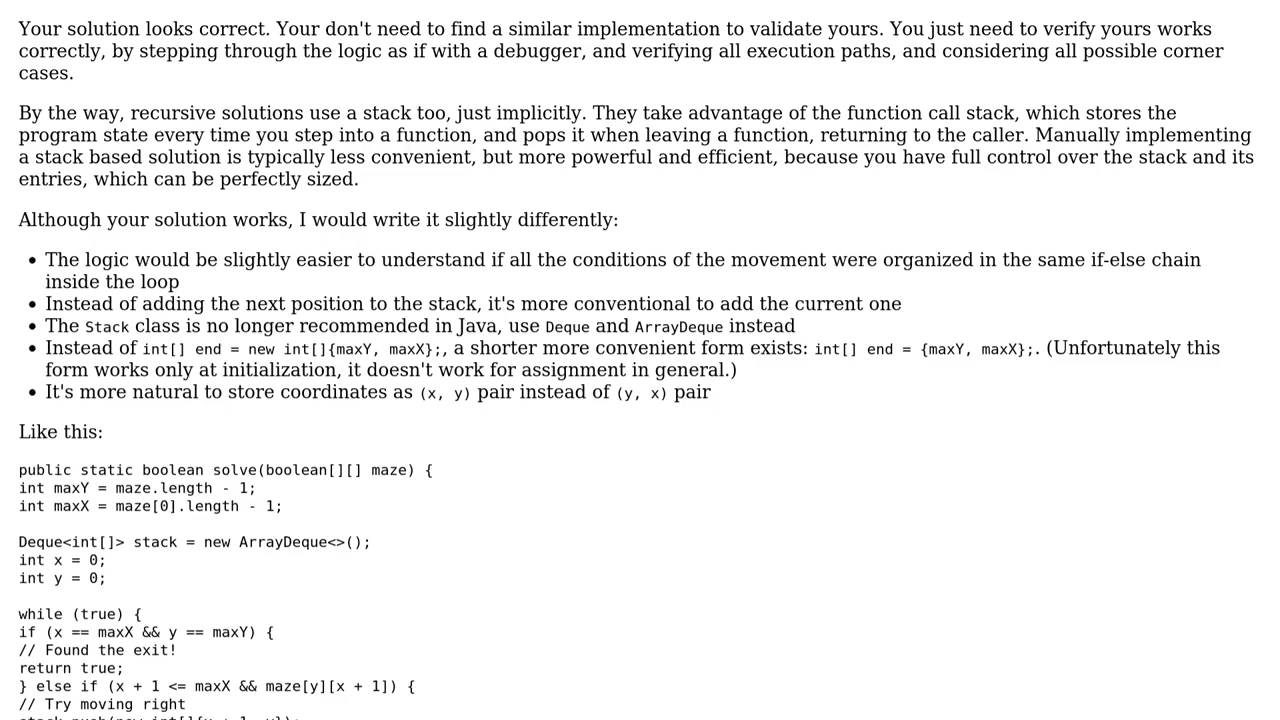 Your solution looks correct. Your don't need to find a similar implementation to validate yours. You just need to verify yours works
correctly, by stepping through the logic as if with a debugger, and verifying all execution paths, and considering all possible corner
cases.
By the way, recursive solutions use a stack too, just implicitly. They take advantage of the function call stack, which stores the
program state every time you step into a function, and pops it when leaving a function, returning to the caller. Manually implementing
a stack based solution is typically less convenient, but more powerful and efficient, because you have full control over the stack and its
entries, which can be perfectly sized.
Although your solution works, I would write it slightly differently:
• The logic would be slightly easier to understand if all the conditions of the movement were organized in the same if-else chain
inside the loop
• Instead of adding the next position to the stack, it's more conventional to add the current one
• The Stack class is no longer recommended in Java, use Deque and ArrayDeque instead
• Instead of int[] end = new int[]{maxY, maxX};, a shorter more convenient form exists: int[] end = {maxY, maxX};. (Unfortunately this
form works only at initialization, it doesn't work for assignment in general.)
• It's more natural to store coordinates as (x, y) pair instead of (y, x) pair
Like this:
public static boolean solve(boolean[][] maze) {
int maxY = maze.length - 1;
int maxX = maze[0].length - 1;
Deque<int[]> stack = new ArrayDeque<>();
int x = 0;
int y = 0;
while (true) {
if (x == maxX && y == maxY) {
// Found the exit!
return true;
} else if (x + 1 <= maxX && maze[y][x + 1]) {
// Try moving right